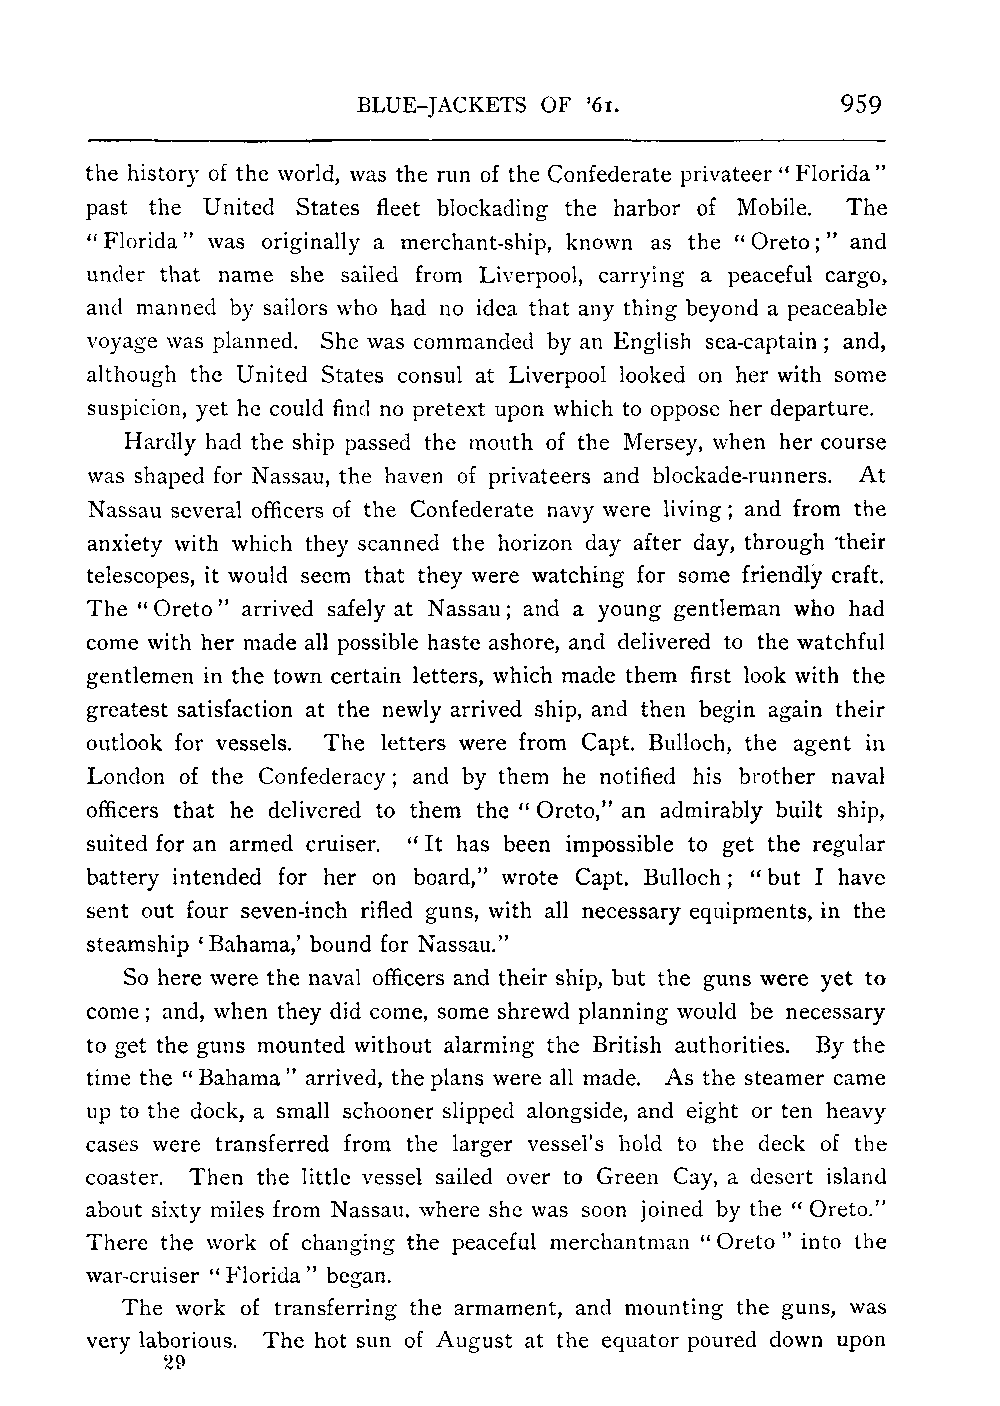 BLUE-JACKETS OF '61. 959
the history of the world, was the run of the Confederate privateer "Florida"
past the United States fleet blockading the harbor of Mobile. The
"Florida" was originally a merchant-ship, known as the "Oreto;" and
under that name she sailed from Liverpool, carrying a peaceful cargo,
and manned by sailors who had no idea that any thing beyond a peaceable
voyage was planned. She was commanded by an English sea-captain; and,
although the United States consul at Liverpool looked on her with some
suspicion, yet he could find no pretext upon which to oppose her departure.
Hardly had the ship passed the mouth of the Mersey, when her course
was shaped for Nassau, the haven of privateers and blockade-runners. At
Nassau several officers of the Confederate navy were living; and from the
anxiety with which they scanned the horizon day after day, through their
telescopes, it would seem that they were watching for some friendly craft.
The "Oreto" arrived safely at Nassau; and a young gentleman who had
come with her made all possible haste ashore, and delivered to the watchful
gentlemen in the town certain letters, which made them first look with the
greatest satisfaction at the newly arrived ship, and then begin again their
outlook for vessels. The letters were from Capt. Bulloch, the agent in
London of the Confederacy; and by them he notified his brother naval
officers that he delivered to them the "Oreto," an admirably built ship,
suited for an armed cruiser. "It has been impossible to get the regular
battery intended for her on board," wrote Capt. Bulloch; "but I have
sent out four seven-inch rifled guns, with all necessary equipments, in the
steamship 'Bahama,' bound for Nassau."
So here were the naval officers and their ship, but the guns were yet to
come; and, when they did come, some shrewd planning would be necessary
to get the guns mounted without alarming the British authorities. By the
time the "Bahama" arrived, the plans were all made. As the steamer came
up to the dock, a small schooner slipped alongside, and eight or ten heavy
cases were transferred from the larger vessel's hold to the deck of the
coaster. Then the little vessel sailed over to Green Cay, a desert island
about sixty miles from Nassau, where she was soon joined by the "Oreto."
There the work of changing the peaceful merchantman "Oreto" into the
war-cruiser "Florida" began.
The work of transferring the armament, and mounting the guns, was
very laborious. The hot sun of August at the equator poured down upon
29